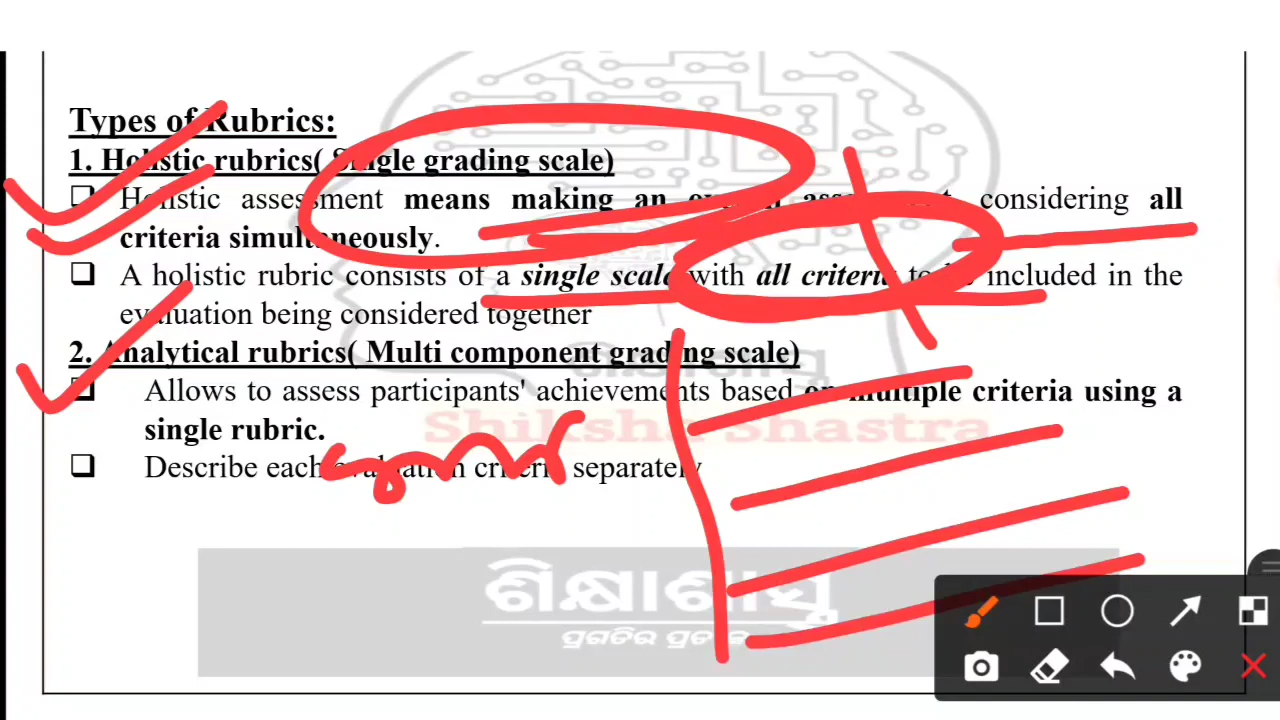 Types of Rubrics:
1. Holistic rubrics( Single grading scale)
❑ Holistic assessment means making an overall assessment, considering all
criteria simultaneously.
❑ A holistic rubric consists of a single scale with all criteria to be included in the
evaluation being considered together
2. Analytical rubrics( Multi component grading scale)
❑ Allows to assess participants' achievements based on multiple criteria using a
single rubric.
Shiksha Shastra
❑ Describe each evaluation criteria separately
ଶିକ୍ଷାଶାସ୍ତ୍ର